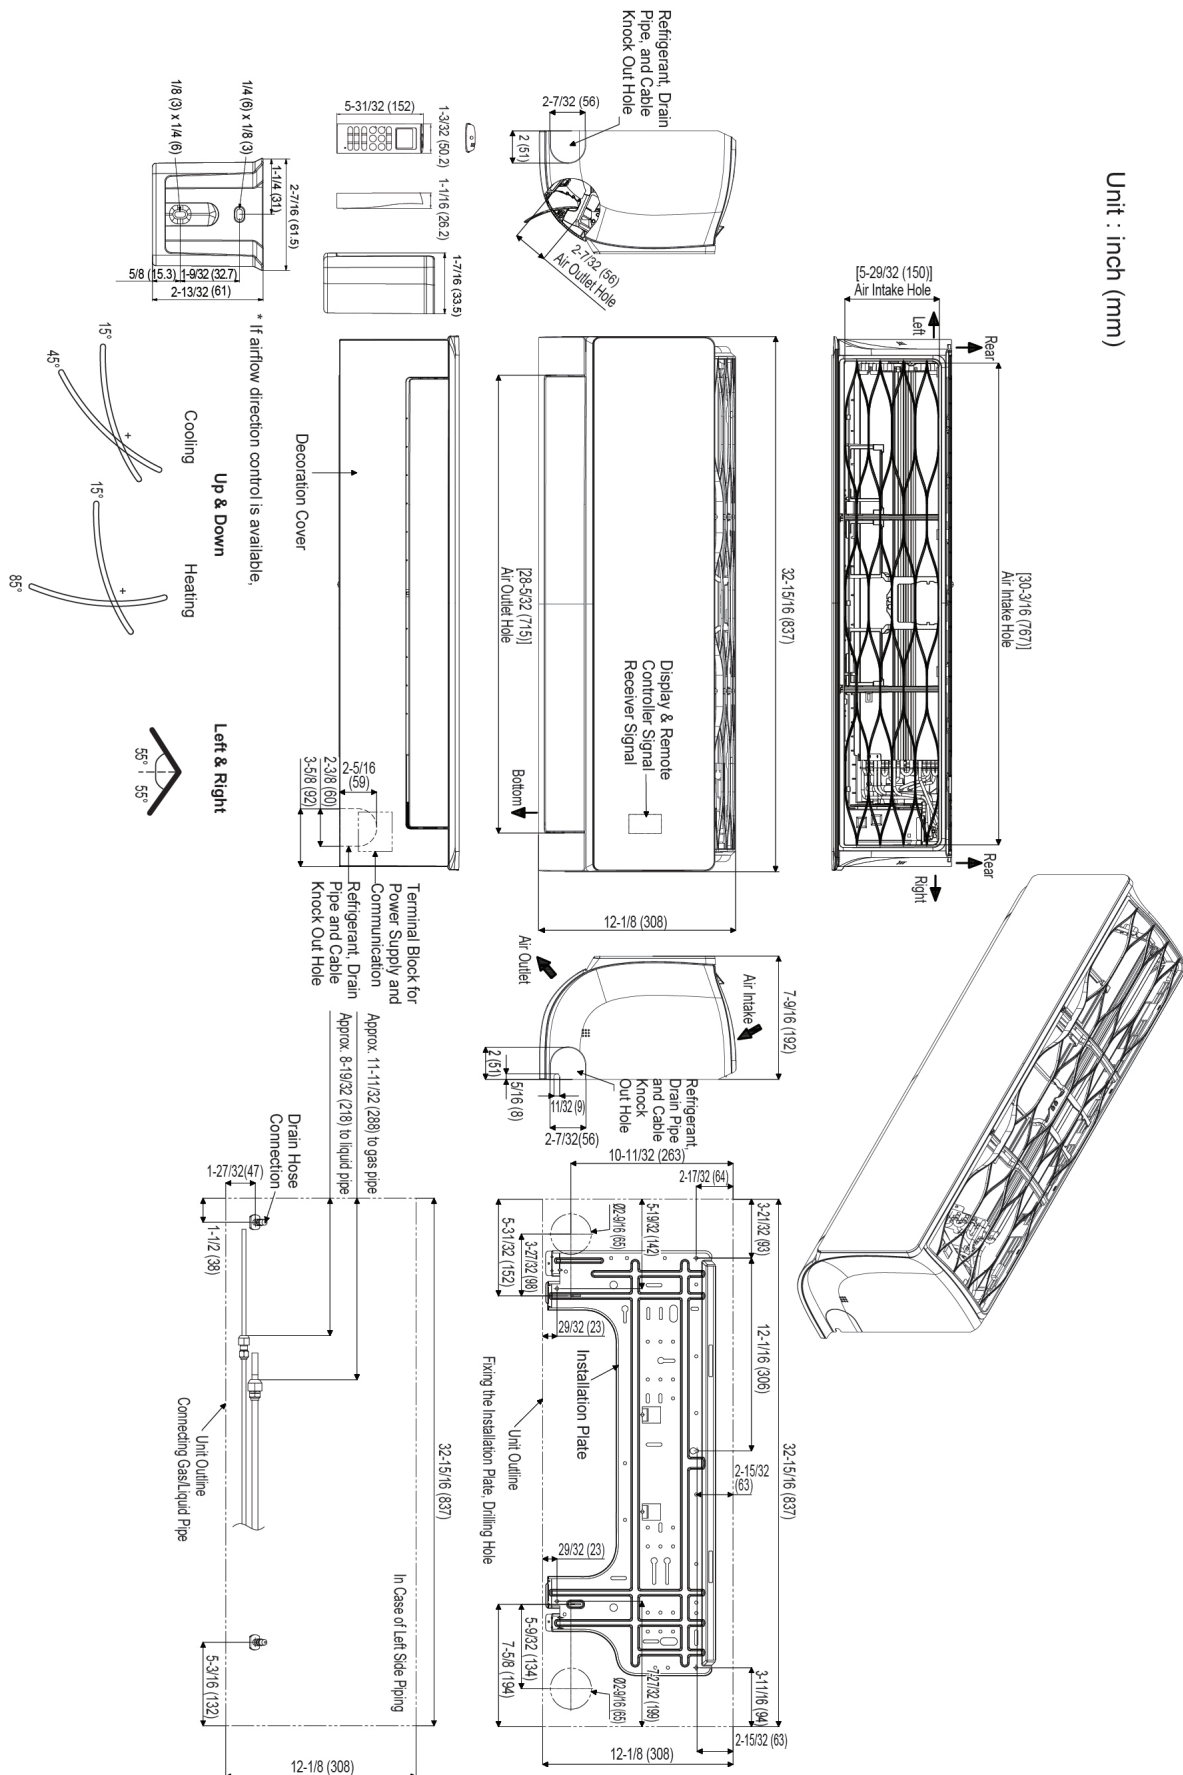 Unit : inch (mm)
[5-29/32 (150)]
Air Intake Hole
Left
Rear
[30-3/16 (767)]
Air Intake Hole
Rear
Right
Refrigerant, Drain
Pipe, and Cable
Knock Out Hole
2-7/32 (56)
2 (51)
2-7/32 (56)
Air Outlet Hole
32-15/16 (837)
[28-5/32 (715)]
Air Outlet Hole
Display & Remote
Controller Signal
Receiver Signal
Bottom
12-1/8 (308)
7-9/16 (192)
Air Intake
Air Outlet
2 (51)
5/16 (8)
11/32 (9)
2-7/32(56)
Refrigerant,
Drain Pipe
and Cable
Knock
Out Hole
5-31/32 (152)
1-3/32 (50.2)
1-1/16 (26.2)
1-7/16 (33.5)
Decoration Cover
2-5/16
(59)
2-3/8 (60)
3-5/8 (92)
Terminal Block for
Power Supply and
Communication
Refrigerant, Drain
Pipe and Cable
Knock Out Hole
1/4 (6) x 1/8 (3)
1/8 (3) x 1/4 (6)
2-7/16 (61.5)
1-1/4 (31)
5/8 (15.3)
1-9/32 (32.7)
2-13/32 (61)
* If airflow direction control is available,
Up & Down
Cooling
15°
45°
Heating
15°
85°
Left & Right
55°
55°
10-11/32 (263)
2-17/32 (64)
3-21/32 (93)
12-1/16 (306)
32-15/16 (837)
2-15/32
(63)
3-11/16 (94)
2-15/32 (63)
5-19/32 (142)
Ø2-9/16 (65)
3-27/32 (98)
5-31/32 (152)
29/32 (23)
Installation Plate
Unit Outline
Fixing the Installation Plate, Drilling Hole
29/32 (23)
7-27/32 (199)
Ø2-9/16 (65)
5-9/32 (134)
7-5/8 (194)
12-1/8 (308)
Approx. 11-11/32 (288) to gas pipe
Approx. 8-19/32 (218) to liquid pipe
Drain Hose
Connection
1-27/32(47)
1-1/2 (38)
32-15/16 (837)
In Case of Left Side Piping
Unit Outline
Connecting Gas/Liquid Pipe
5-3/16 (132)
12-1/8 (308)